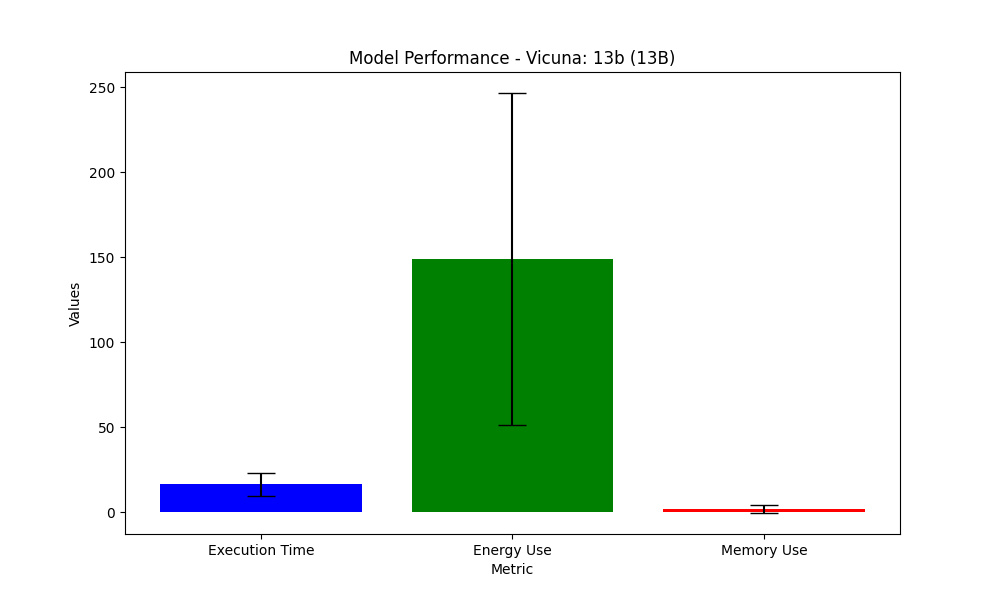 Model Performance - Vicuna: 13b (13B)
250
200
150
100
50
0
Values
Execution Time
Energy Use
Memory Use
Metric